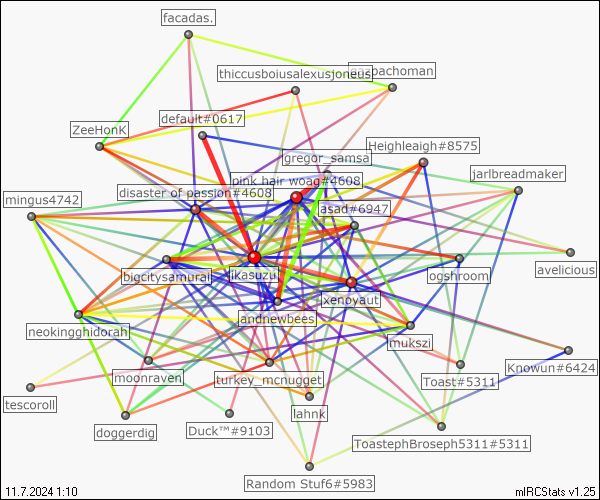 facadas.
thiccusboiusalexusjoneus
gaspachoman
default#0617
ZeeHonK
Heighleaigh#8575
gregor_samsa
jarlbreadmaker
pink hair woag#4608
disaster of passion#4608
mingus4742
asad#6947
avelicious
bigcitysamurai
likasuzu
ogshroom
xenoyaut
andnewbees
neokingghidorah
mukszi
Knowun#6424
moonraven
turkey_mcnugget
Toast#5311
tescoroll
lahnk
doggerdig
Duck™#9103
ToastephBroseph5311#5311
Random Stuf6#5983
11.7.2024 1:10
mIRCStats v1.25